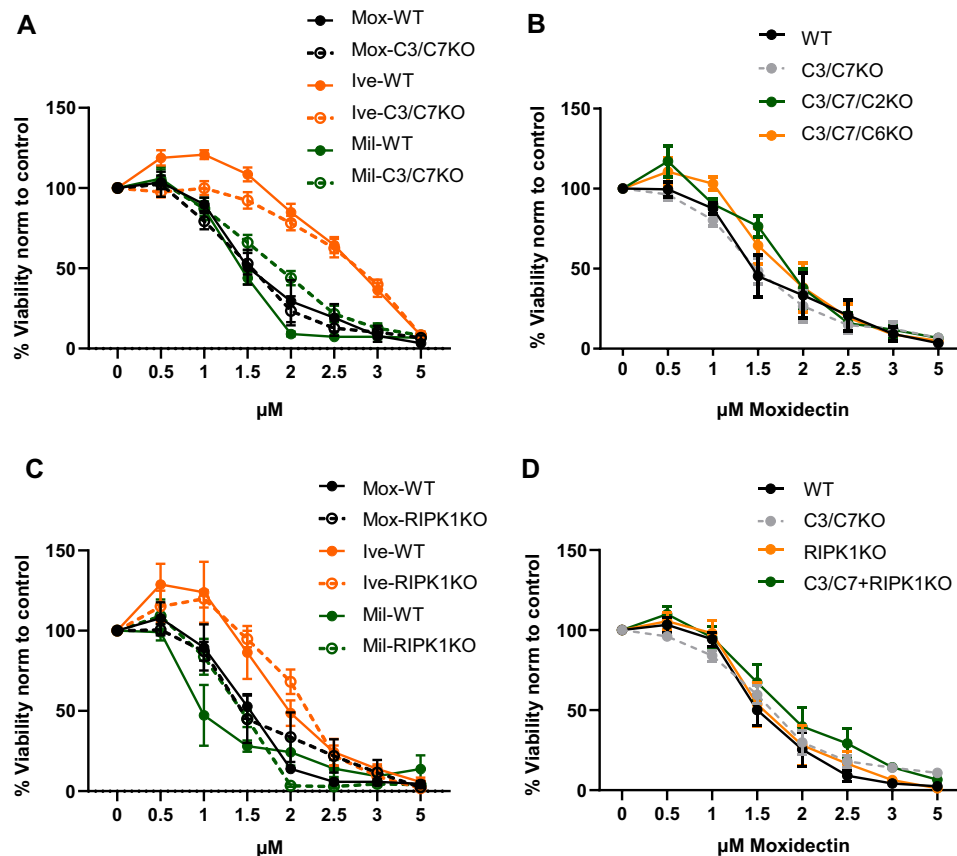 A
Mox-WT
Mox-C3/C7KO
Ive-WT
Ive-C3/C7KO
Mil-WT
Mil-C3/C7KO
% Viability norm to control
150
100
50
0
0 0.5 1 1.5 2 2.5 3 5
µM
B
WT
C3/C7KO
C3/C7/C2KO
C3/C7/C6KO
% Viability norm to control
150
100
50
0
0 0.5 1 1.5 2 2.5 3 5
µM Moxidectin
C
Mox-WT
Mox-RIPK1KO
Ive-WT
Ive-RIPK1KO
Mil-WT
Mil-RIPK1KO
% Viability norm to control
150
100
50
0
0 0.5 1 1.5 2 2.5 3 5
µM
D
WT
C3/C7KO
RIPK1KO
C3/C7+RIPK1KO
% Viability norm to control
150
100
50
0
0 0.5 1 1.5 2 2.5 3 5
µM Moxidectin